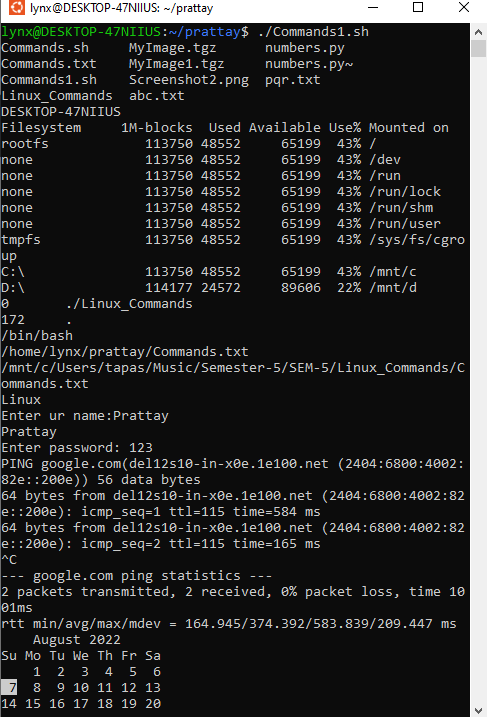 lynx@DESKTOP-47NIIUS: ~/prattay
lynx@DESKTOP-47NIIUS:~/prattay$ ./Commands1.sh
Commands.sh MyImage.tgz numbers.py
Commands.txt MyImage1.tgz numbers.py~
Commands1.sh Screenshot2.png pqr.txt
Linux_Commands abc.txt
DESKTOP-47NIIUS
Filesystem 1M-blocks Used Available Use% Mounted on
rootfs 113750 48552 65199 43% /
none 113750 48552 65199 43% /dev
none 113750 48552 65199 43% /run
none 113750 48552 65199 43% /run/lock
none 113750 48552 65199 43% /run/shm
none 113750 48552 65199 43% /run/user
tmpfs 113750 48552 65199 43% /sys/fs/cgro
up
C:\ 113750 48552 65199 43% /mnt/c
D:\ 114177 24572 89606 22% /mnt/d
0 ./Linux_Commands
172 .
/bin/bash
/home/lynx/prattay/Commands.txt
/mnt/c/Users/tapas/Music/Semester-5/SEM-5/Linux_Commands/C
ommands.txt
Linux
Enter ur name:Prattay
Prattay
Enter password: 123
PING google.com(del12s10-in-x0e.1e100.net (2404:6800:4002:
82e::200e)) 56 data bytes
64 bytes from del12s10-in-x0e.1e100.net (2404:6800:4002:82
e::200e): icmp_seq=1 ttl=115 time=584 ms
64 bytes from del12s10-in-x0e.1e100.net (2404:6800:4002:82
e::200e): icmp_seq=2 ttl=115 time=165 ms
^C
--- google.com ping statistics ---
2 packets transmitted, 2 received, 0% packet loss, time 10
01ms
rtt min/avg/max/mdev = 164.945/374.392/583.839/209.447 ms
August 2022
Su Mo Tu We Th Fr Sa
1 2 3 4 5 6
7 8 9 10 11 12 13
14 15 16 17 18 19 20